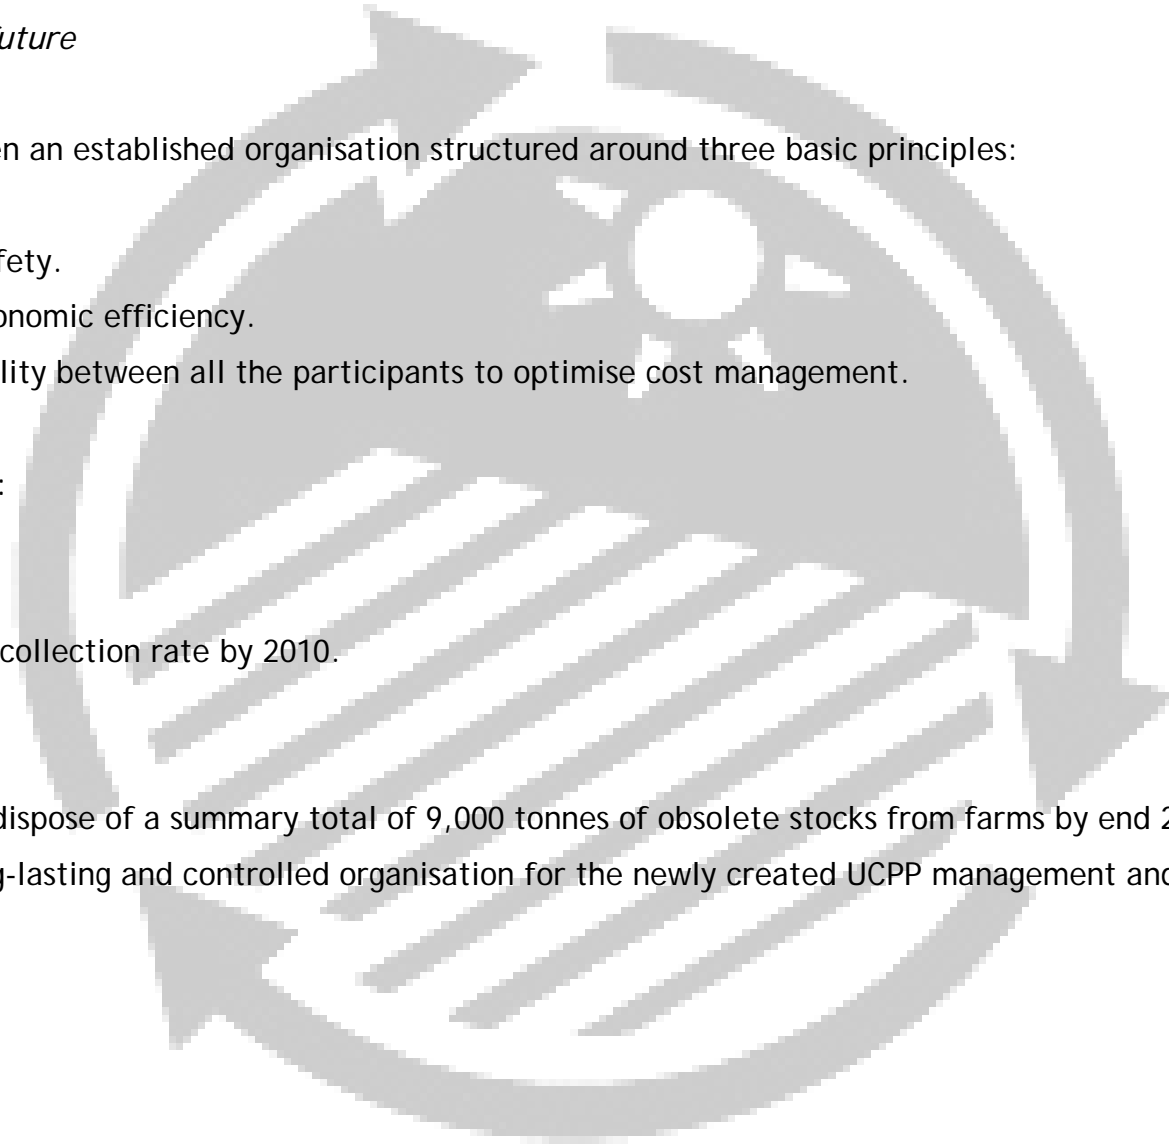 uture
en an established organisation structured around three basic principles:
fety.
onomic efficiency.
lity between all the participants to optimise cost management.
:
collection rate by 2010.
dispose of a summary total of 9,000 tonnes of obsolete stocks from farms by end 2
g-lasting and controlled organisation for the newly created UCPP management and